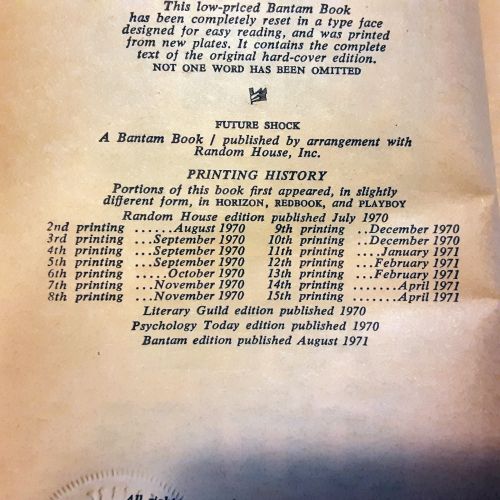 This low-priced Bantam Book
has been completely reset in a type face
designed for easy reading, and was printed
from new plates. It contains the complete
text of the original hard-cover edition.
NOT ONE WORD HAS BEEN OMITTED
FUTURE SHOCK
A Bantam Book / published by arrangement with
Random House, Inc.
PRINTING HISTORY
Portions of this book first appeared, in slightly
different form, in HORIZON, REDBOOK, and PLAYBOY
Random House edition published July 1970
2nd printing ......August 1970 9th printing ..December 1970
3rd printing ...September 1970 10th printing ..December 1970
4th printing ...September 1970 11th printing ....January 1971
5th printing ...September 1970 12th printing ...February 1971
6th printing .....October 1970 13th printing ...February 1971
7th printing ...November 1970 14th printing .......April 1971
8th printing ...November 1970 15th printing .......April 1971
Literary Guild edition published 1970
Psychology Today edition published 1970
Bantam edition published August 1971
All